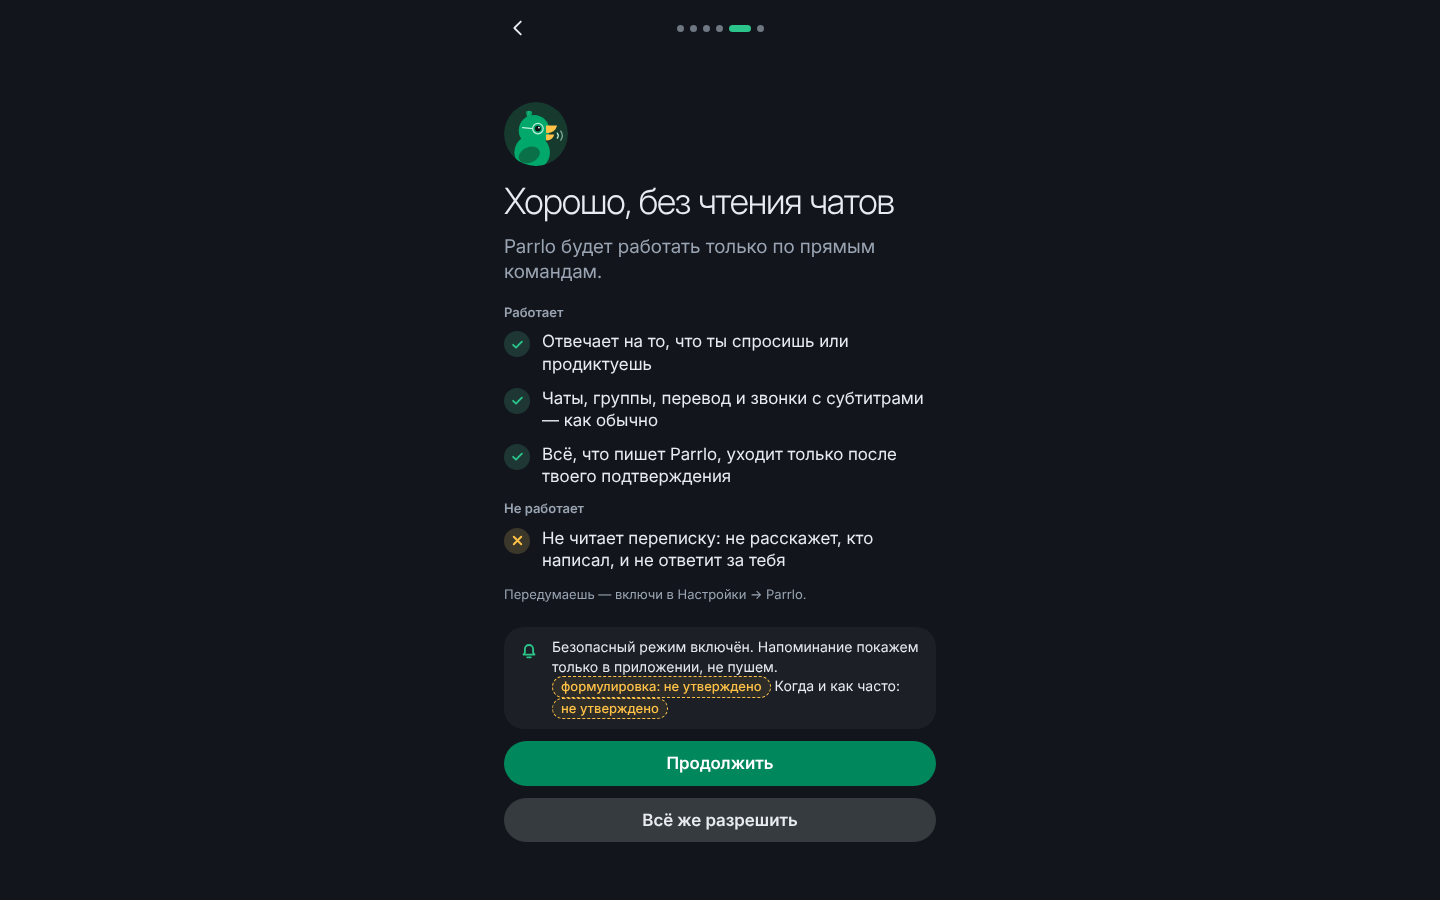 Хорошо, без чтения чатов
Parrlo будет работать только по прямым
командам.
Работает
Отвечает на то, что ты спросишь или
продиктуешь
Чаты, группы, перевод и звонки с субтитрами
— как обычно
Всё, что пишет Parrlo, уходит только после
твоего подтверждения
Не работает
Не читает переписку: не расскажет, кто
написал, и не ответит за тебя
Передумаешь — включи в Настройки → Parrlo.
Безопасный режим включён. Напоминание покажем
только в приложении, не пушем.
формулировка: не утверждено Когда и как часто:
не утверждено
Продолжить
Всё же разрешить